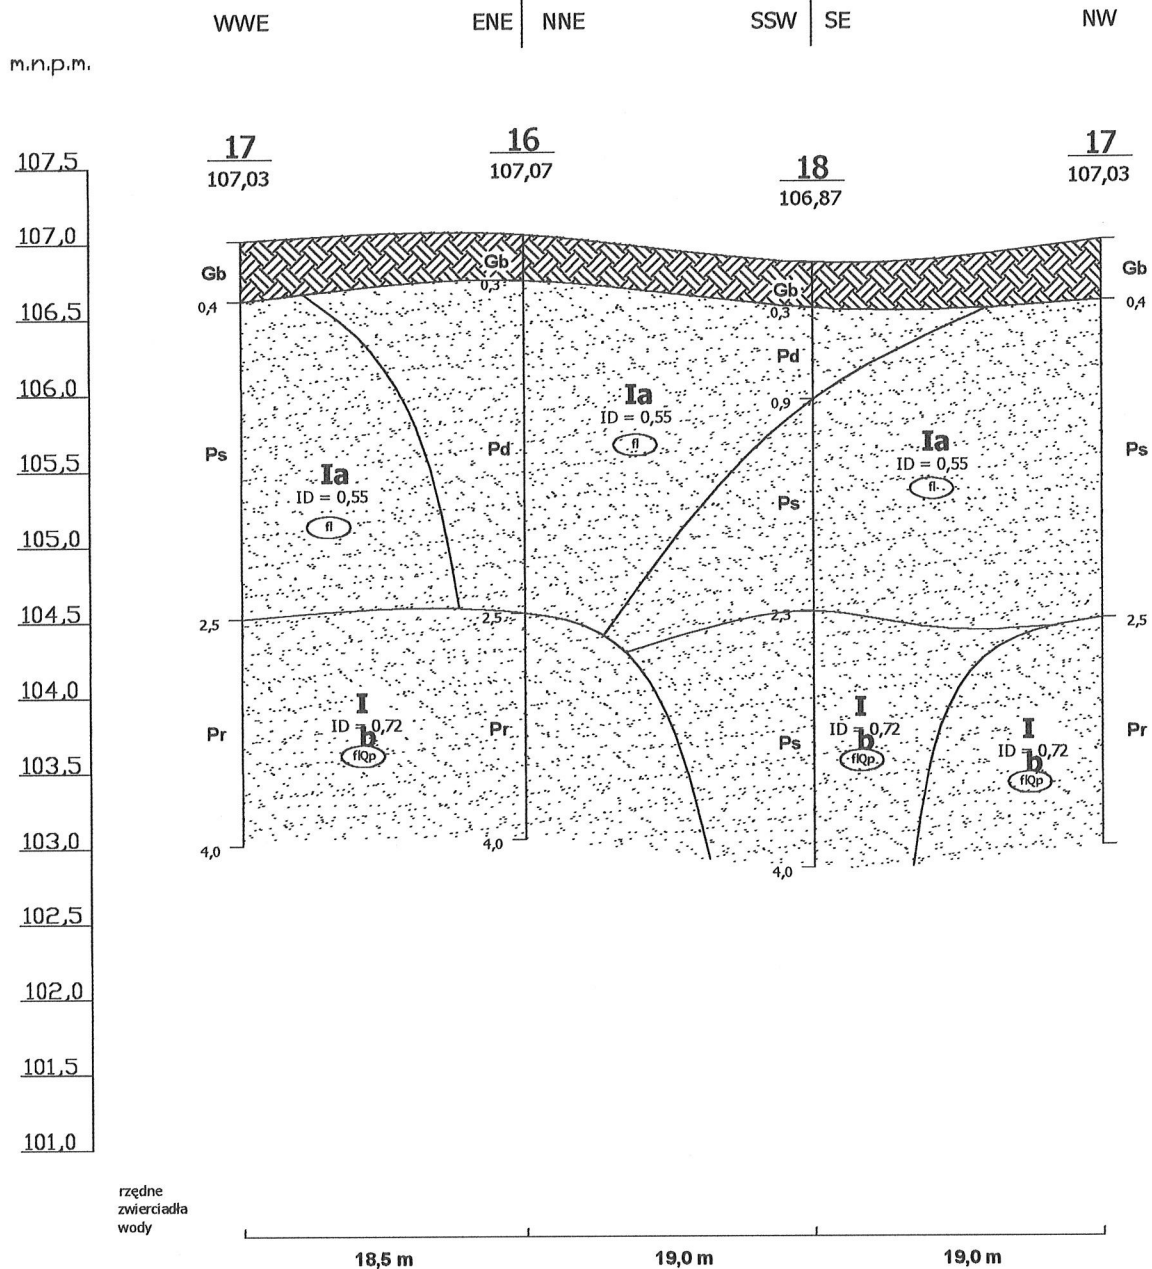 WWE ENE NNE SSW SE NW
m.n.p.m.
17 16 18 17
107,03 107,07 106,87 107,03
107,5
107,0
106,5
106,0
105,5
105,0
104,5
104,0
103,5
103,0
102,5
102,0
101,5
101,0
Gb Gb Gb Gb
0,4 0,3 0,3 0,4
Pd
0,9
Ia
ID = 0,55
fl
Ia
ID = 0,55
fl
Ia
ID = 0,55
fl
Ps Pd Ps Ps
2,5 2,5 2,3 2,5
I
ID = 0,72
b
flQp
I
ID = 0,72
b
flQp
I
ID = 0,72
b
flQp
Pr Pr Ps Pr
4,0 4,0 4,0
rzędne
zwierciadła
wody
18,5 m 19,0 m 19,0 m